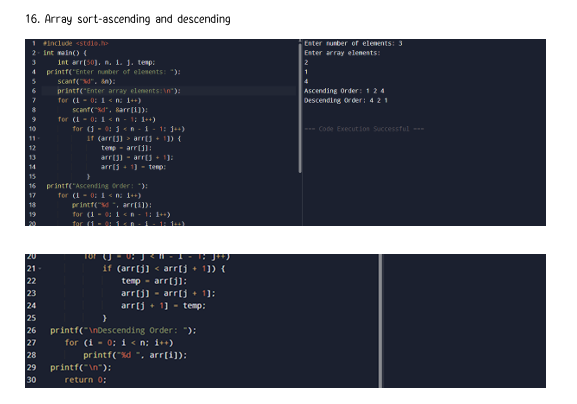 16. Array sort-ascending and descending
1 #include <stdio.h>
2 int main() {
3 int arr[50], n, i, j, temp;
4 printf("Enter number of elements: ");
5 scanf("%d", &n);
6 printf("Enter array elements:\n");
7 for (i = 0; i < n; i++)
8 scanf("%d", &arr[i]);
9 for (i = 0; i < n - 1; i++)
10 for (j = 0; j < n - i - 1; j++)
11 if (arr[j] > arr[j + 1]) {
12 temp = arr[j];
13 arr[j] = arr[j + 1];
14 arr[j + 1] = temp;
15 }
16 printf("Ascending Order: ");
17 for (i = 0; i < n; i++)
18 printf("%d ", arr[i]);
19 for (i = 0; i < n - 1; i++)
20 for (j = 0; j < n - i - 1; j++)
Enter number of elements: 3
Enter array elements:
2
1
4
Ascending Order: 1 2 4
Descending Order: 4 2 1
=== Code Execution Successful ===
20 for (j = 0; j < n - i - 1; j++)
21 if (arr[j] < arr[j + 1]) {
22 temp = arr[j];
23 arr[j] = arr[j + 1];
24 arr[j + 1] = temp;
25 }
26 printf("\nDescending Order: ");
27 for (i = 0; i < n; i++)
28 printf("%d ", arr[i]);
29 printf("\n");
30 return 0;